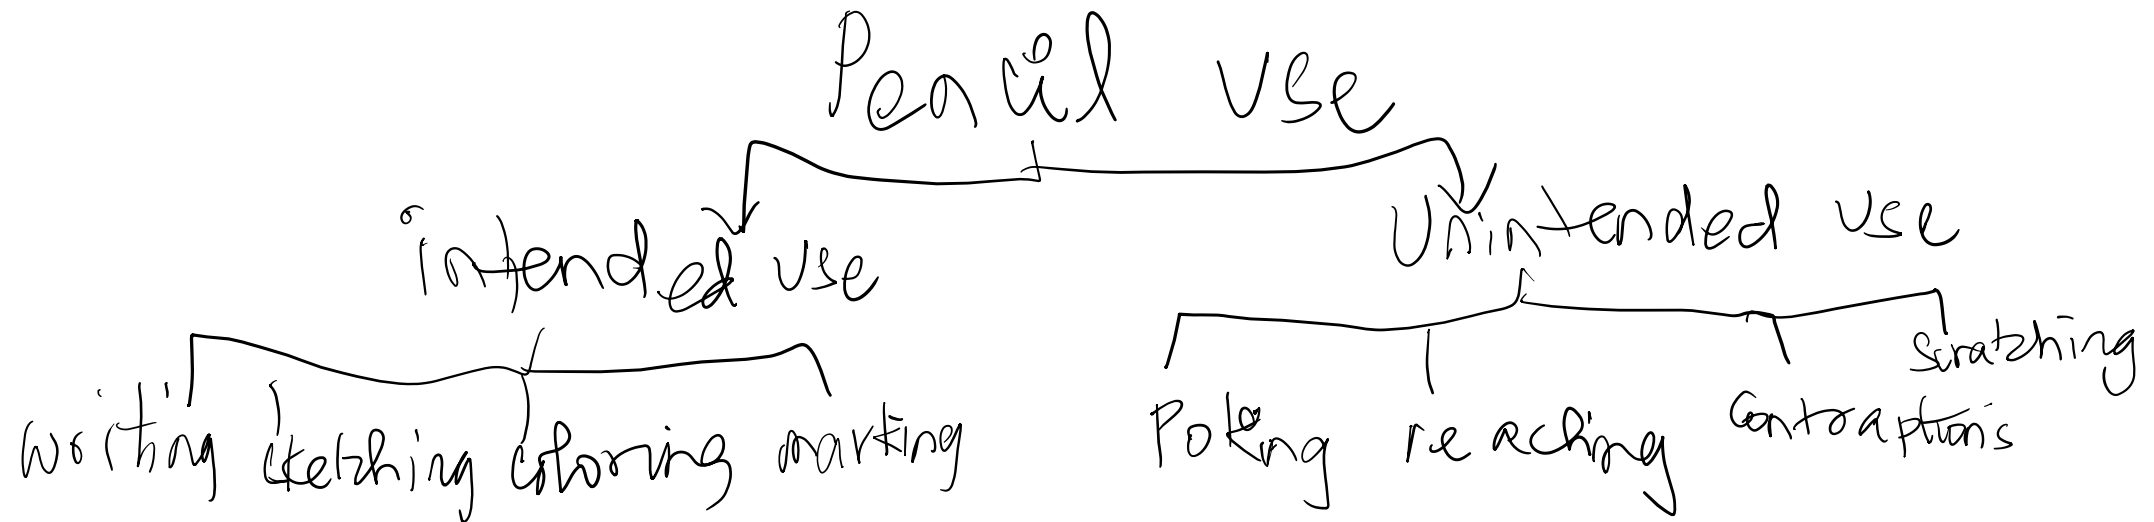 Pencil use
intended use
Unintended use
writing sketching coloring marking
Poking reaching contraptions scratching